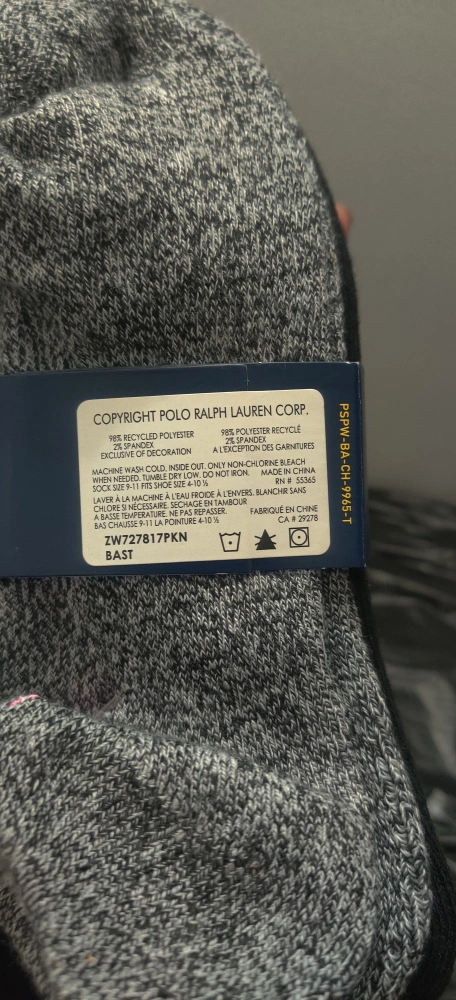 COPYRIGHT POLO RALPH LAUREN CORP.
98% RECYCLED POLYESTER
2% SPANDEX
EXCLUSIVE OF DECORATION
98% POLYESTER RECYCLÉ
2% SPANDEX
A L'EXCEPTION DES GARNITURES
MACHINE WASH COLD. INSIDE OUT. ONLY NON-CHLORINE BLEACH
WHEN NEEDED. TUMBLE DRY LOW. DO NOT IRON. MADE IN CHINA
SOCK SIZE 9-11 FITS SHOE SIZE 4-10 ½ RN # 55365
LAVER À LA MACHINE À L'EAU FROIDE À L'ENVERS. BLANCHIR SANS
CHLORE SI NÉCESSAIRE. SECHAGE EN TAMBOUR
A BASSE TEMPERATURE. NE PAS REPASSER. FABRIQUÉ EN CHINE
BAS CHAUSSE 9-11 LA POINTURE 4-10 ½ CA # 29278
ZW727817PKN
BAST
PSPW-BA-CH-9965-T